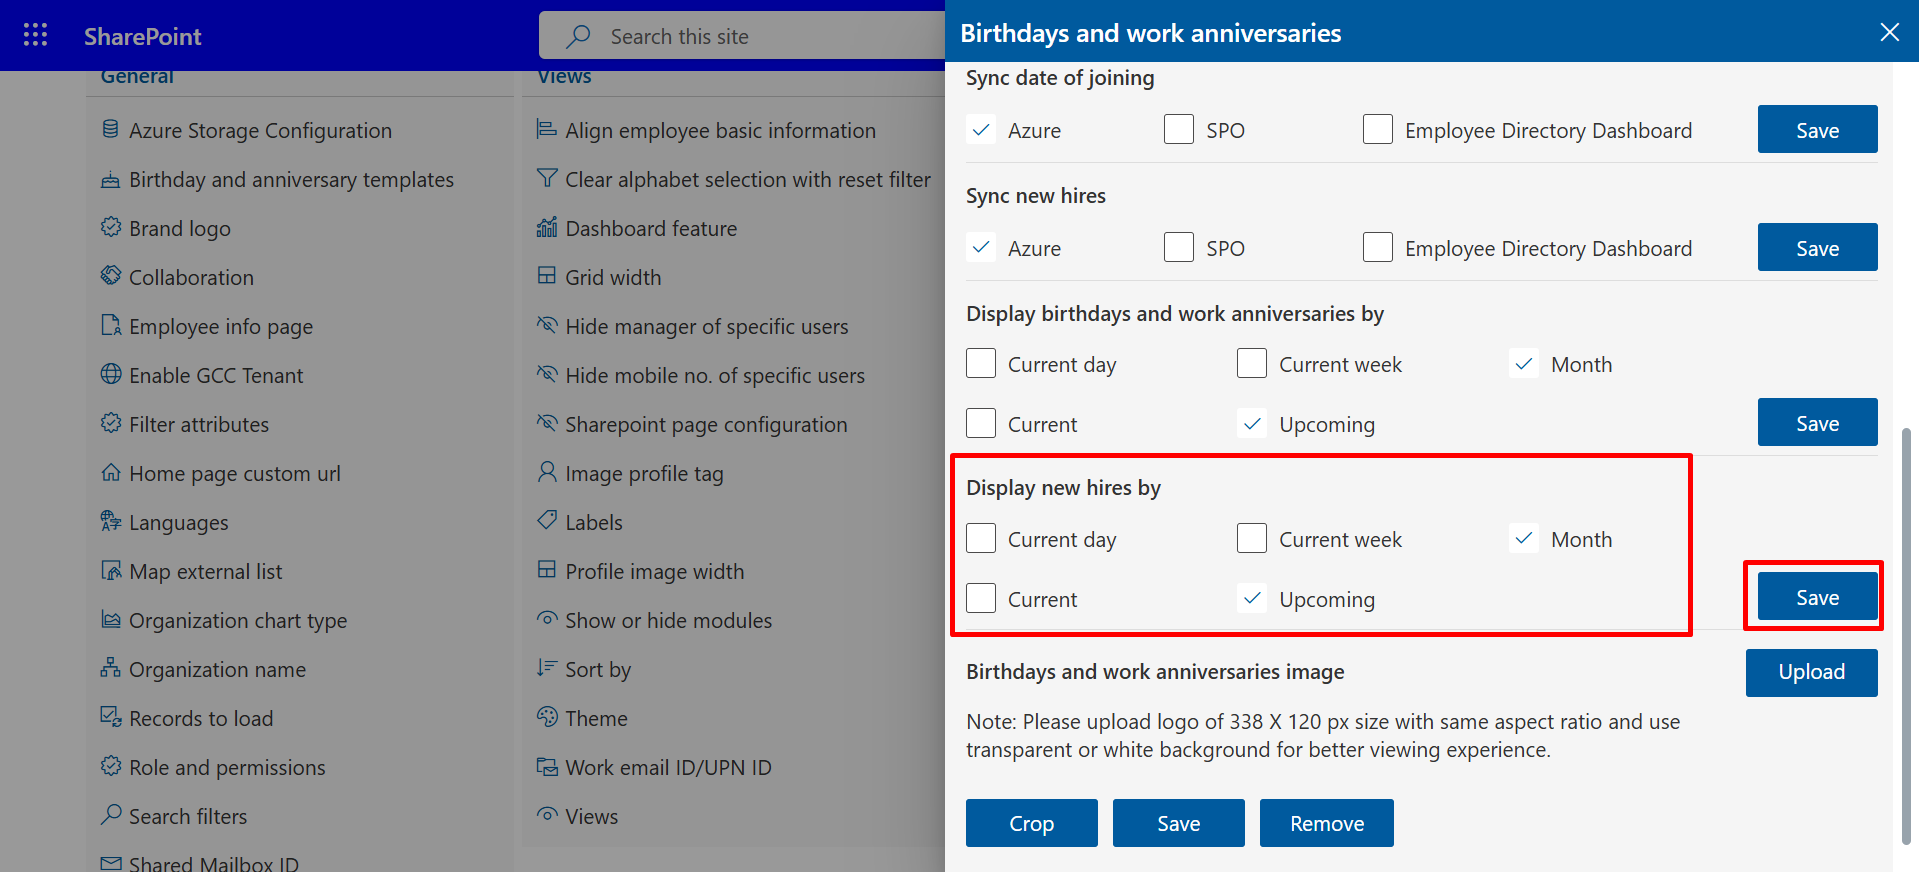 SharePoint
Search this site
General
Azure Storage Configuration
Birthday and anniversary templates
Brand logo
Collaboration
Employee info page
Enable GCC Tenant
Filter attributes
Home page custom url
Languages
Map external list
Organization chart type
Organization name
Records to load
Role and permissions
Search filters
Shared Mailbox ID
Views
Align employee basic information
Clear alphabet selection with reset filter
Dashboard feature
Grid width
Hide manager of specific users
Hide mobile no. of specific users
Sharepoint page configuration
Image profile tag
Labels
Profile image width
Show or hide modules
Sort by
Theme
Work email ID/UPN ID
Views
Birthdays and work anniversaries
Sync date of joining
Azure SPO Employee Directory Dashboard Save
Sync new hires
Azure SPO Employee Directory Dashboard Save
Display birthdays and work anniversaries by
Current day Current week Month
Current Upcoming Save
Display new hires by
Current day Current week Month
Current Upcoming Save
Birthdays and work anniversaries image Upload
Note: Please upload logo of 338 X 120 px size with same aspect ratio and use
transparent or white background for better viewing experience.
Crop Save Remove